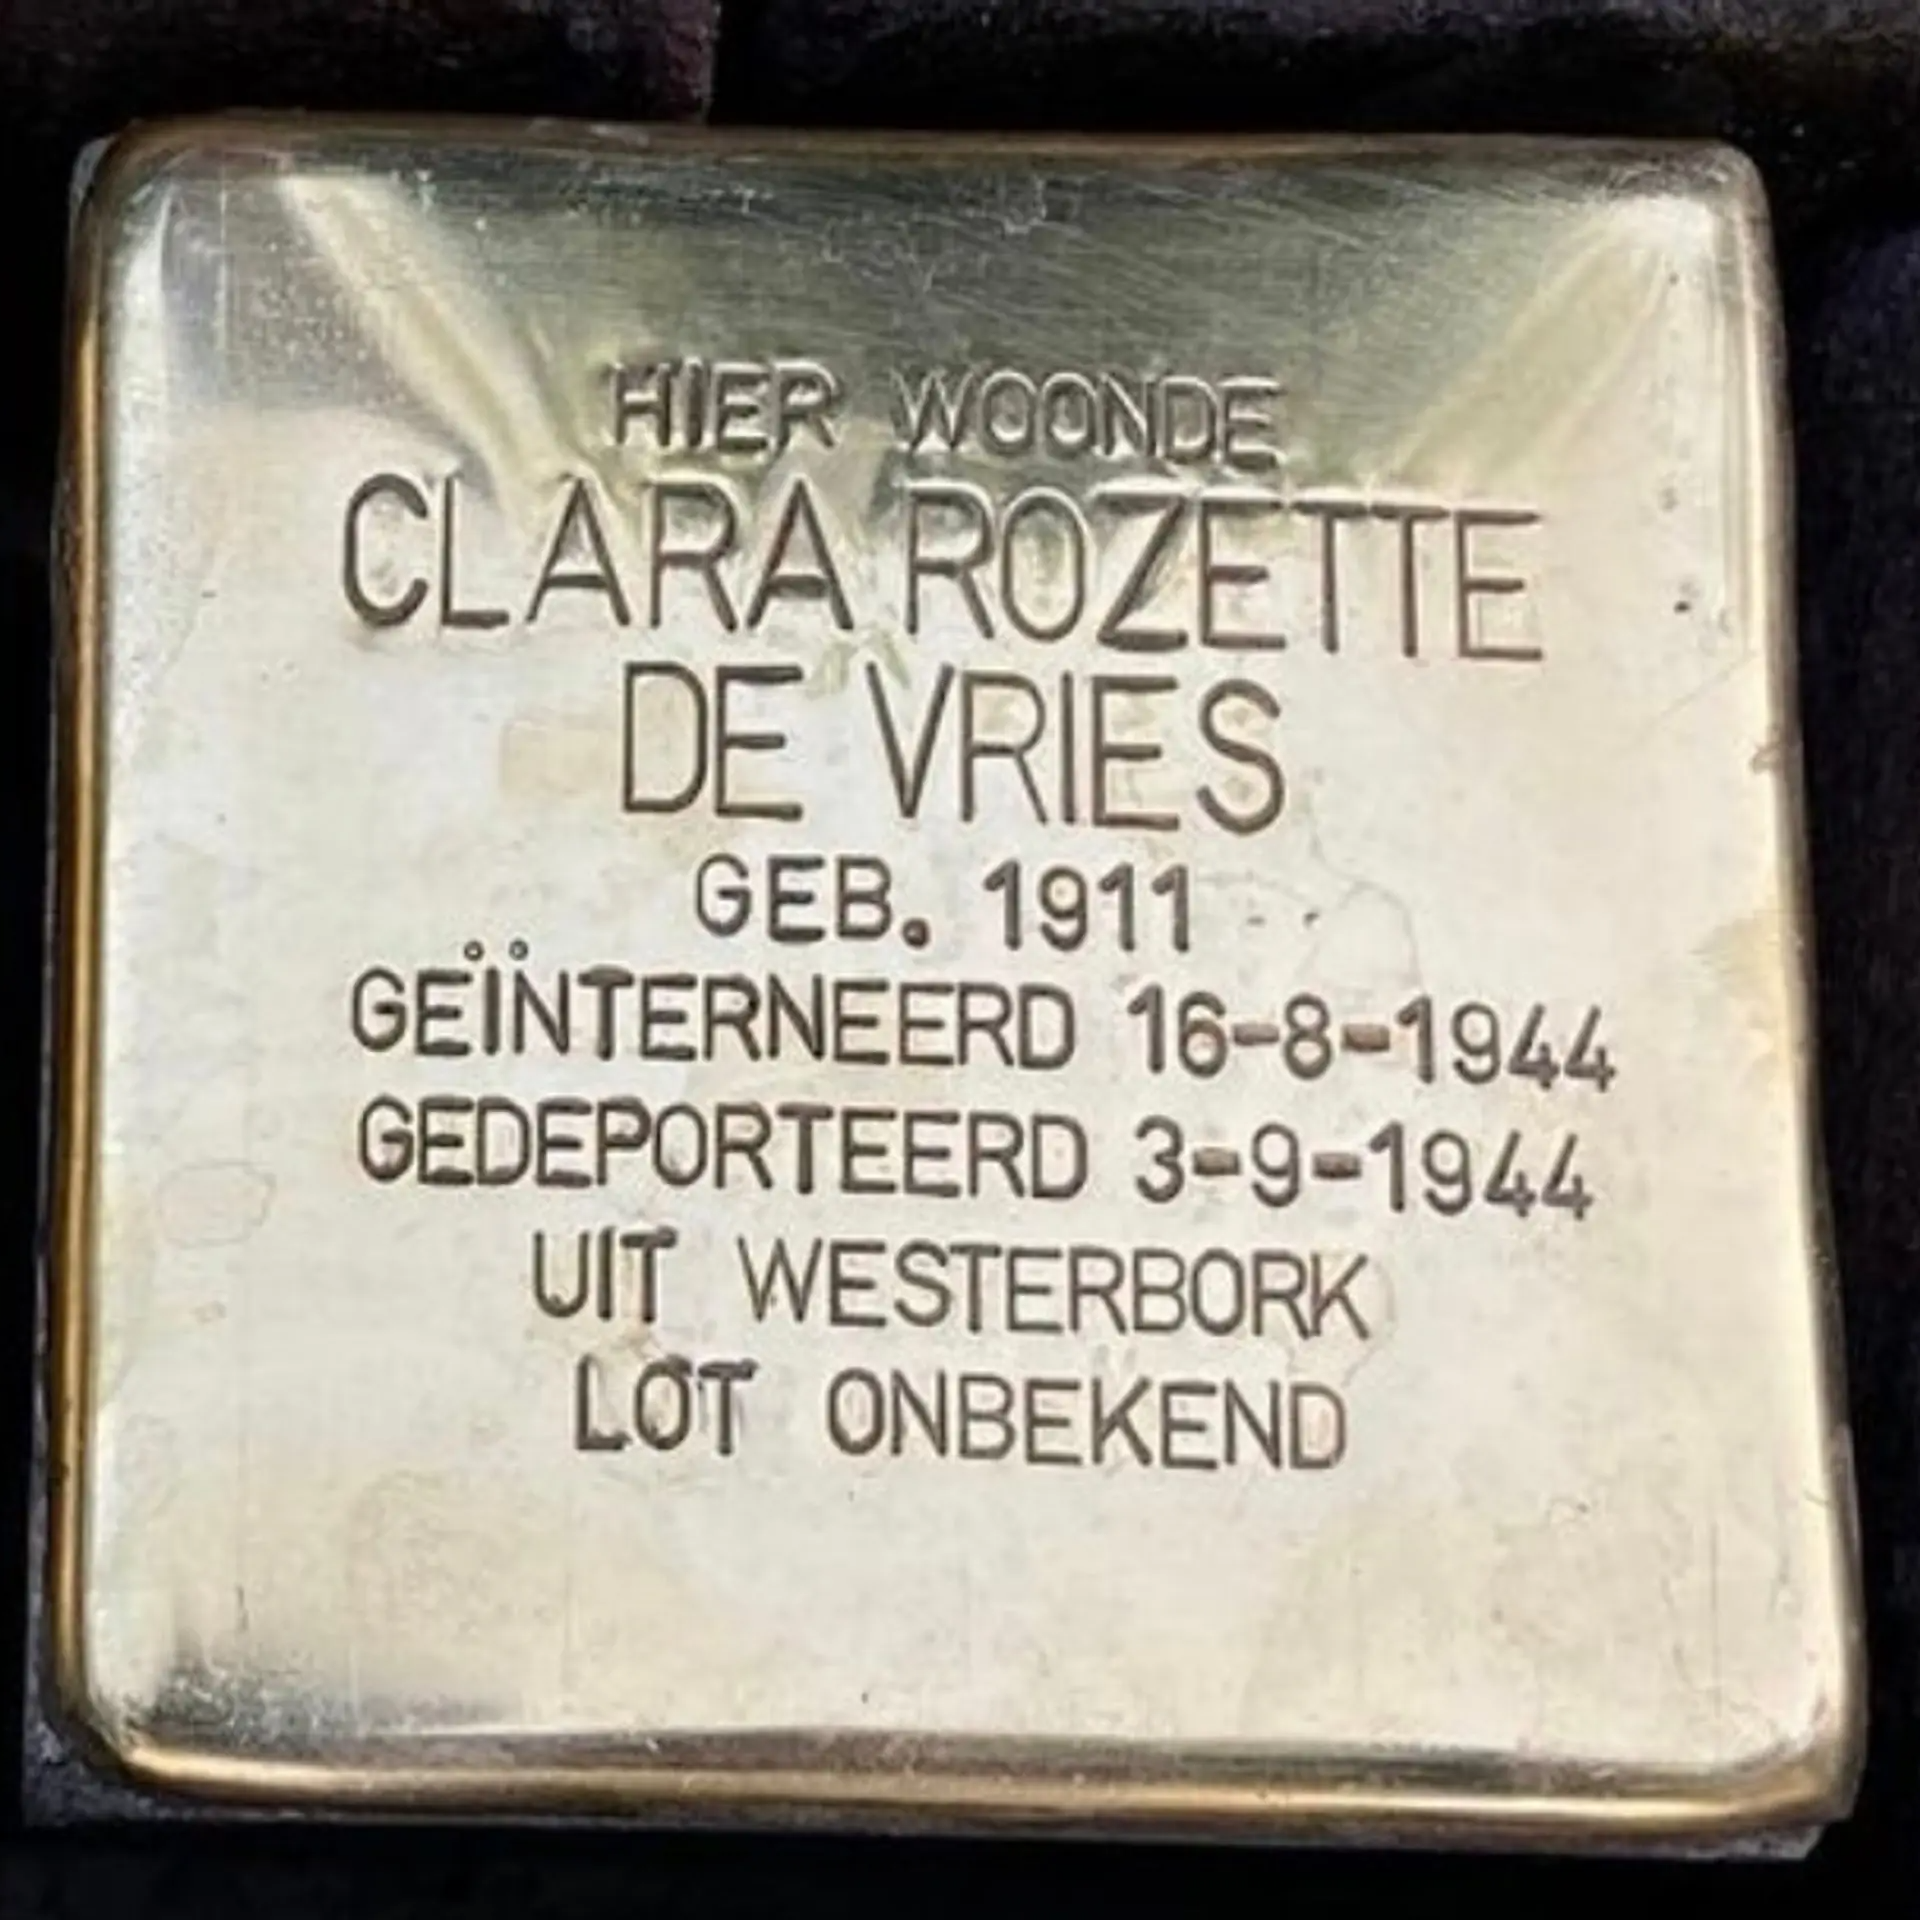 HIER WOONDE
CLARA ROZETTE
DE VRIES
GEB. 1911
GEÏNTERNEERD 16-8-1944
GEDEPORTEERD 3-9-1944
UIT WESTERBORK
LOT ONBEKEND